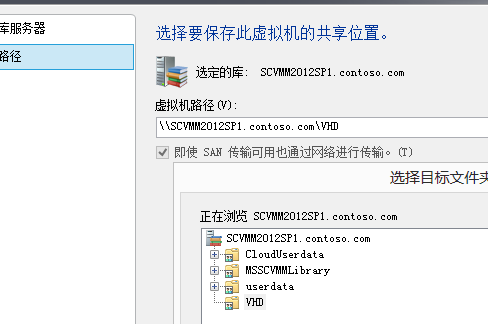 库服务器
路径
选择要保存此虚拟机的共享位置。
选定的库: SCVMM2012SP1.contoso.com
虚拟机路径(V):
\\SCVMM2012SP1.contoso.com\VHD
即使 SAN 传输可用也通过网络进行传输。(T)
选择目标文件夹
正在浏览 SCVMM2012SP1.contoso.com
SCVMM2012SP1.contoso.com
CloudUserdata
MSSCVMMLibrary
userdata
VHD